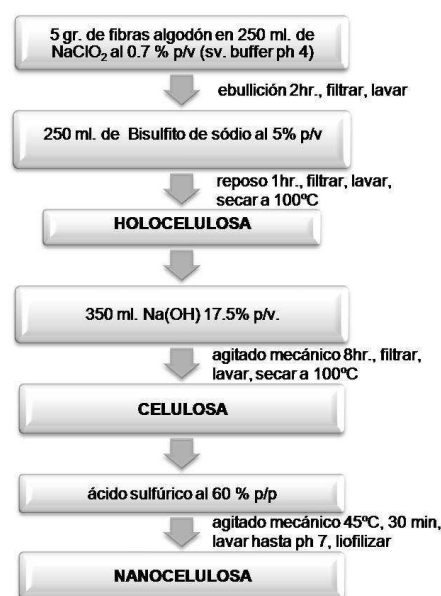 5 gr. de fibras algodón en 250 ml. de
NaClO₂ al 0.7 % p/v (sv. buffer ph 4)
ebullición 2hr., filtrar, lavar
250 ml. de Bisulfito de sódio al 5% p/v
reposo 1hr., filtrar, lavar,
secar a 100ºC
HOLOCELULOSA
350 ml. Na(OH) 17.5% p/v.
agitado mecánico 8hr., filtrar,
lavar, secar a 100ºC
CELULOSA
ácido sulfúrico al 60 % p/p
agitado mecánico 45ºC, 30 min,
lavar hasta ph 7, liofilizar
NANOCELULOSA